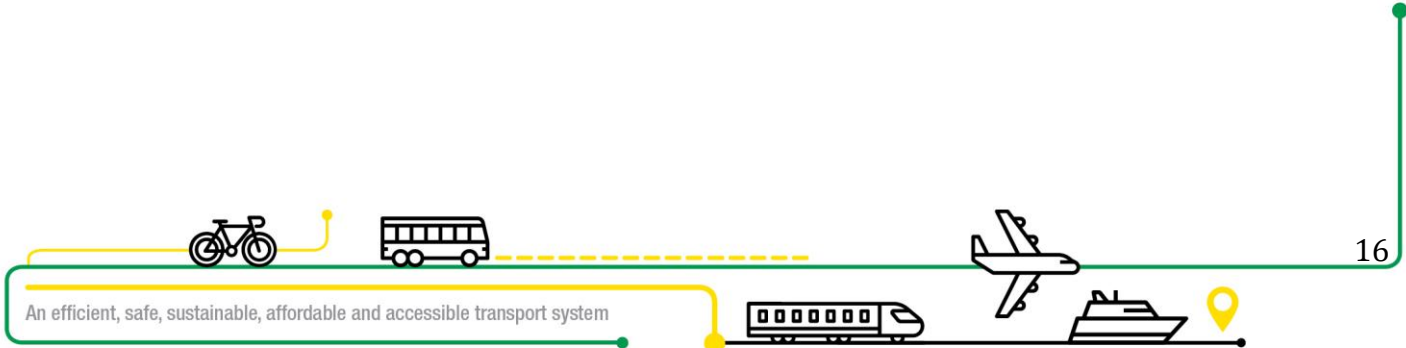 16
An efficient, safe, sustainable, affordable and accessible transport system